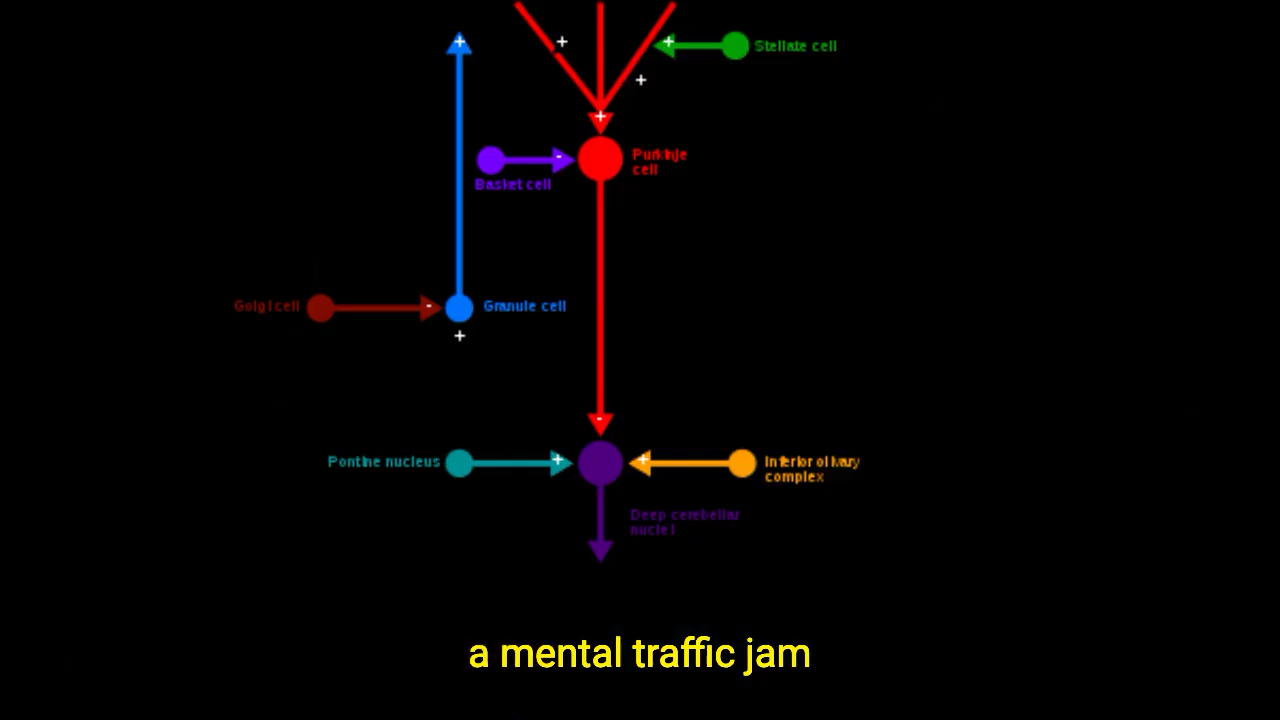 + + + Stellate cell
+
+
- Purkinje
cell
Basket cell
Golgi cell - Granule cell
+
-
Pontine nucleus + + Inferior olivary
complex
Deep cerebellar
nuclei
a mental traffic jam